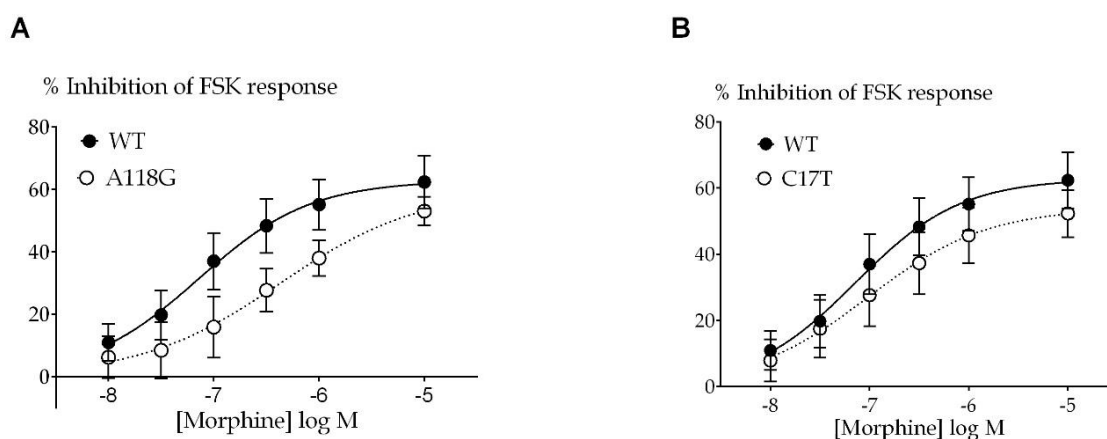 A
% Inhibition of FSK response
80
60
40
20
0
WT
A118G
-8 -7 -6 -5
[Morphine] log M
B
% Inhibition of FSK response
80
60
40
20
0
WT
C17T
-8 -7 -6 -5
[Morphine] log M